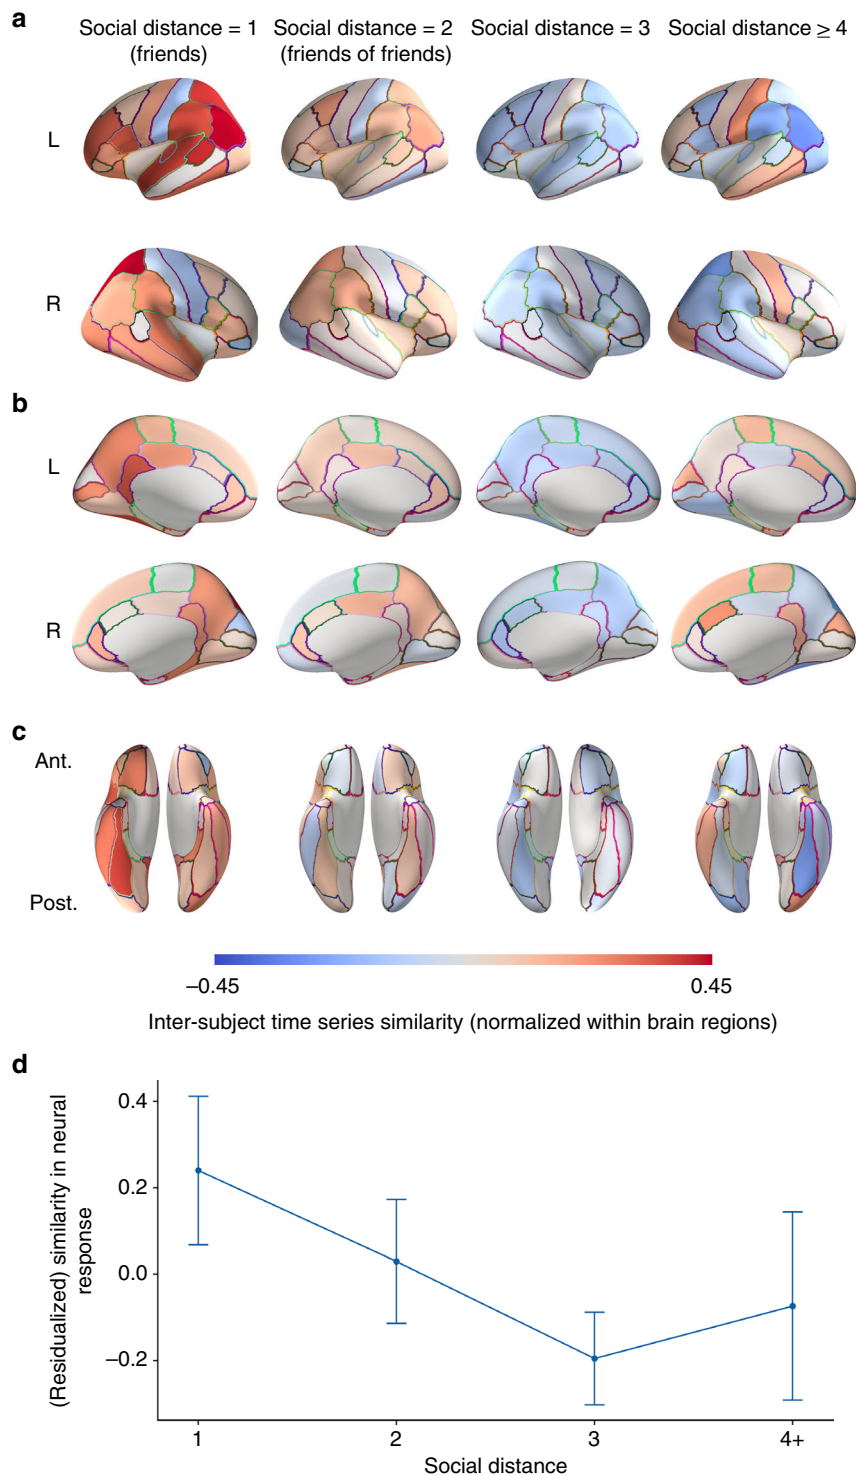 a
Social distance = 1
(friends)
Social distance = 2
(friends of friends)
Social distance = 3
Social distance ≥ 4
L
R
b
L
R
c
Ant.
Post.
–0.45
0.45
Inter-subject time series similarity (normalized within brain regions)
d
(Residualized) similarity in neural
response
0.4
0.2
0.0
–0.2
1
2
3
4+
Social distance